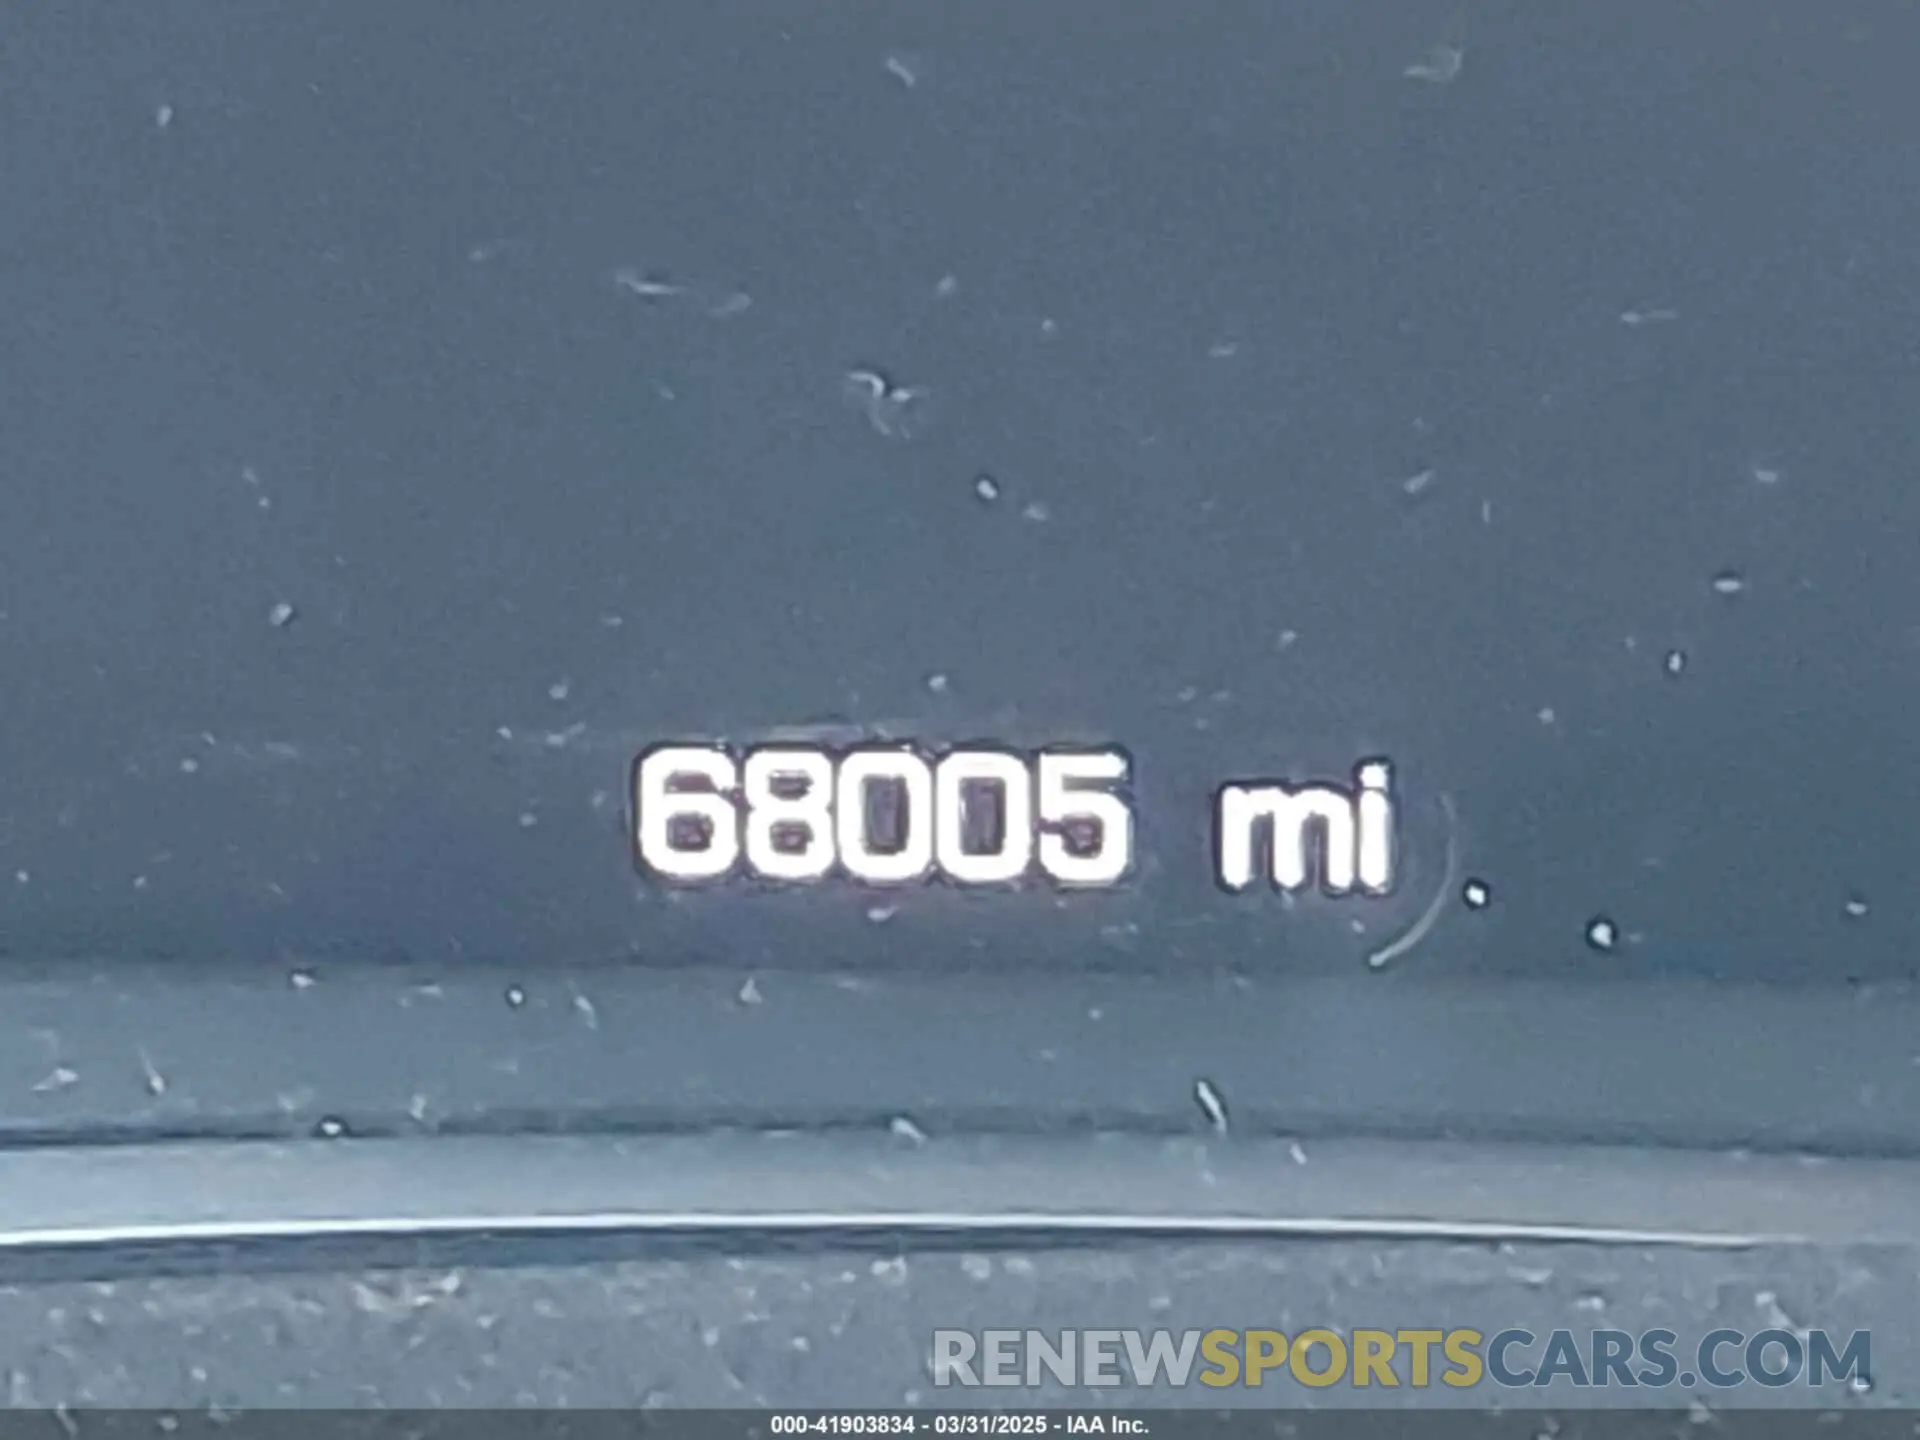 68005 mi
RENEWSPORTSCARS.COM
000-41903834 - 03/31/2025 - IAA Inc.